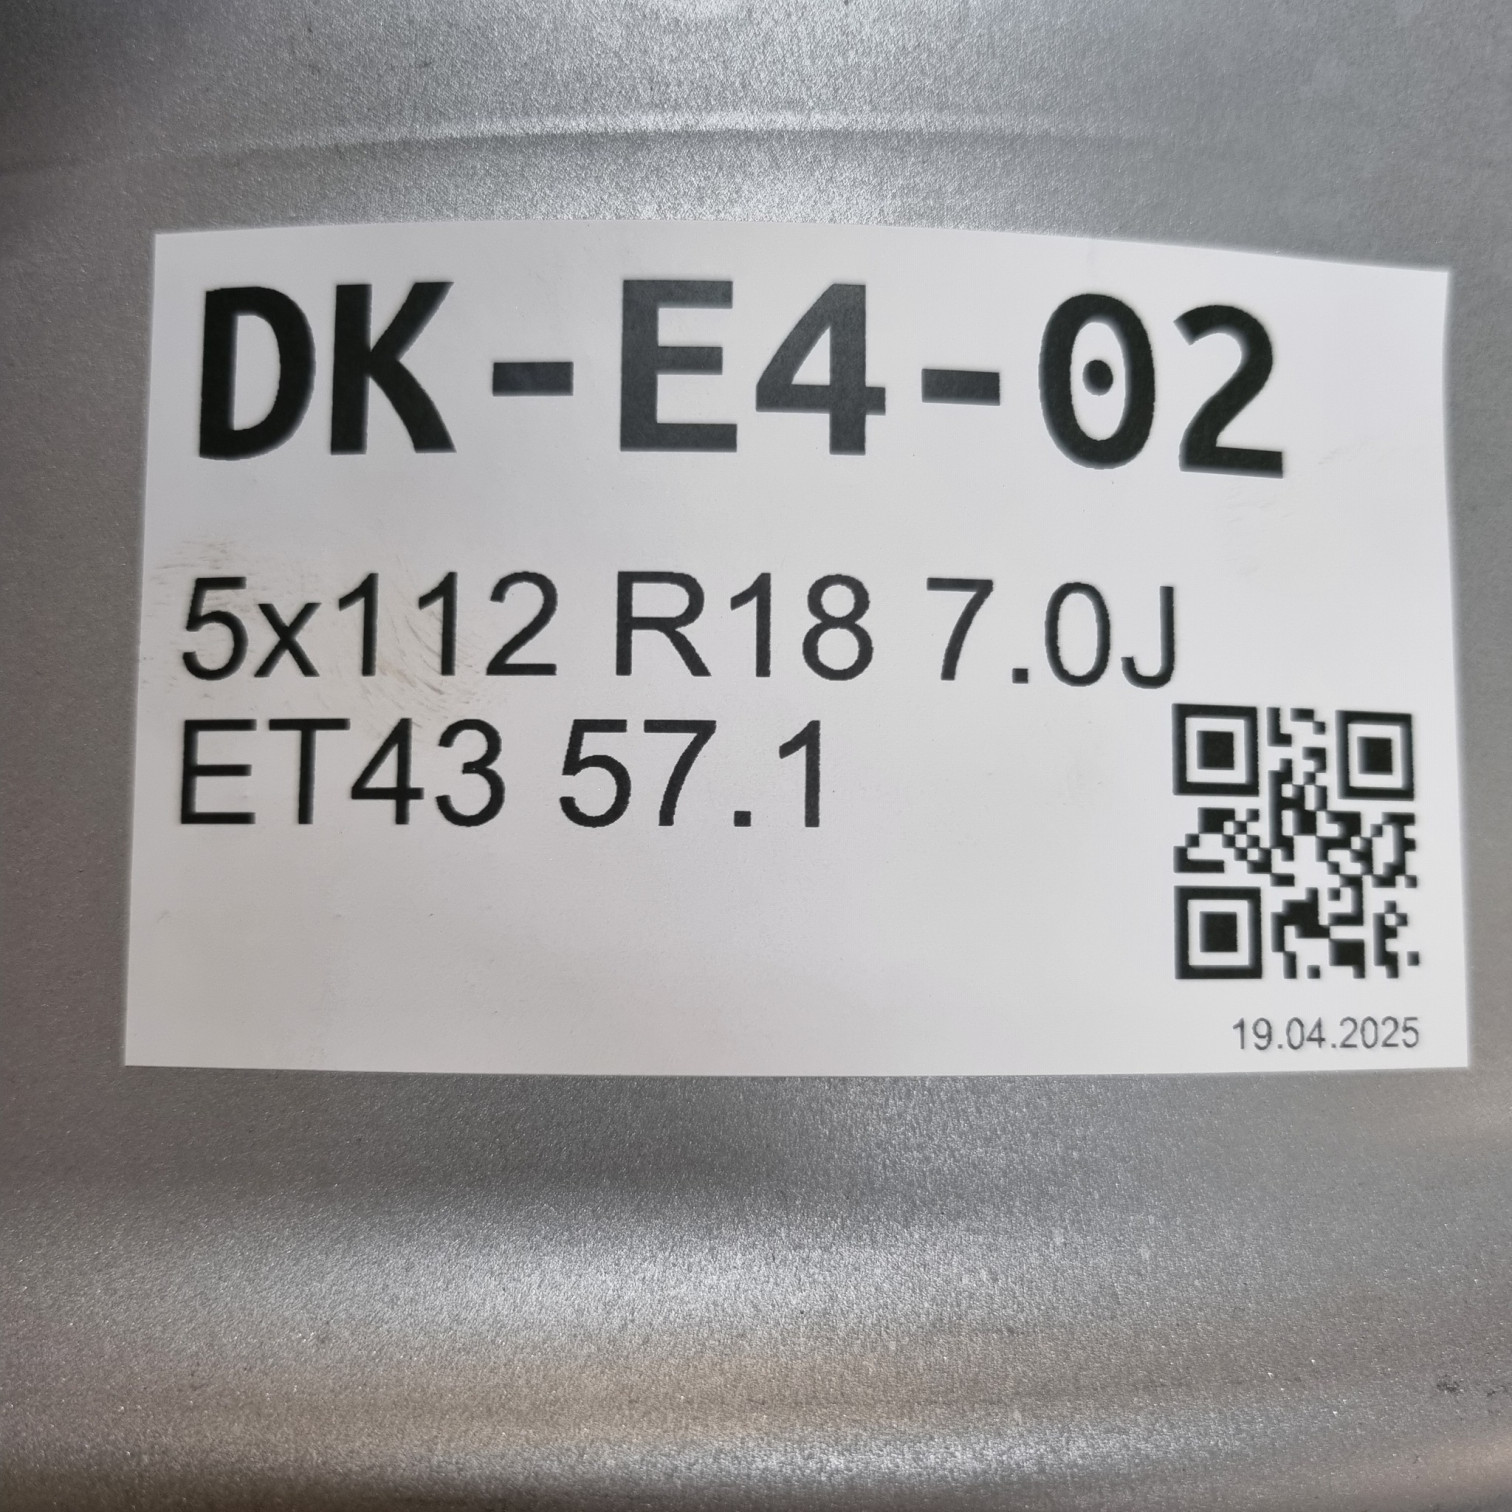 DK-E4-02
5x112 R18 7.0J
ET43 57.1
19.04.2025